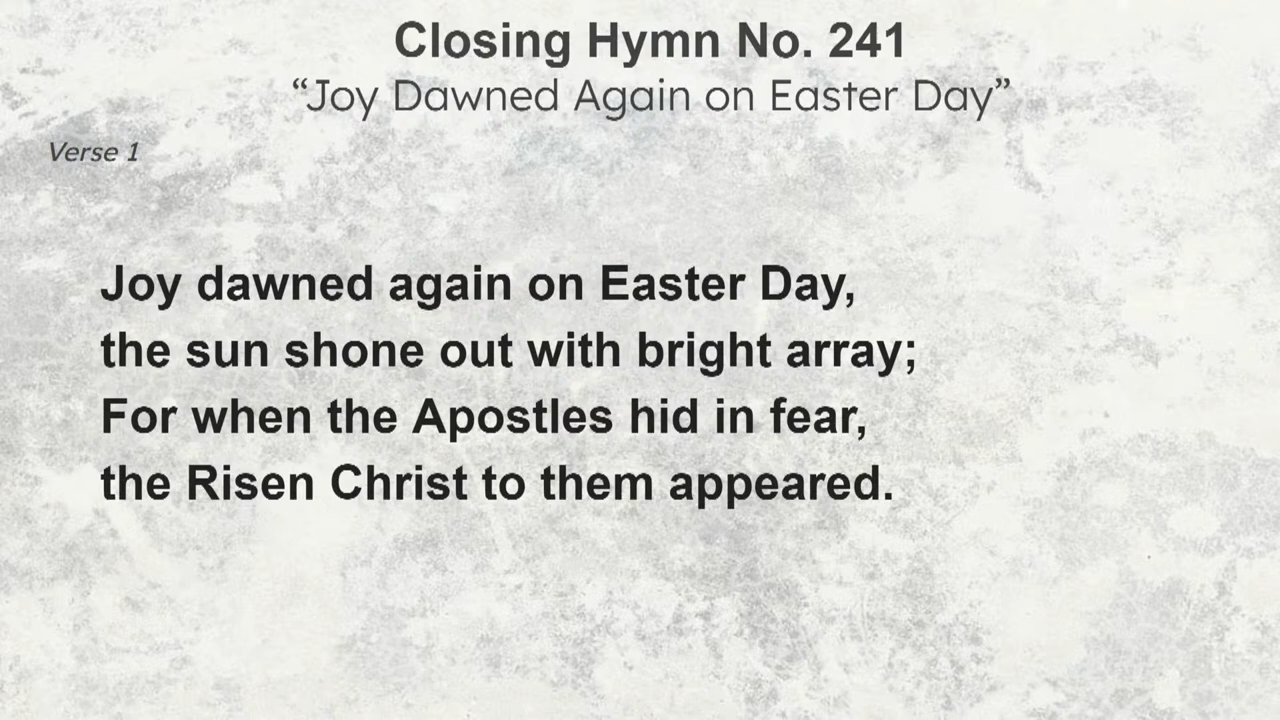 Closing Hymn No. 241
“Joy Dawned Again on Easter Day”
Verse 1
Joy dawned again on Easter Day,
the sun shone out with bright array;
For when the Apostles hid in fear,
the Risen Christ to them appeared.